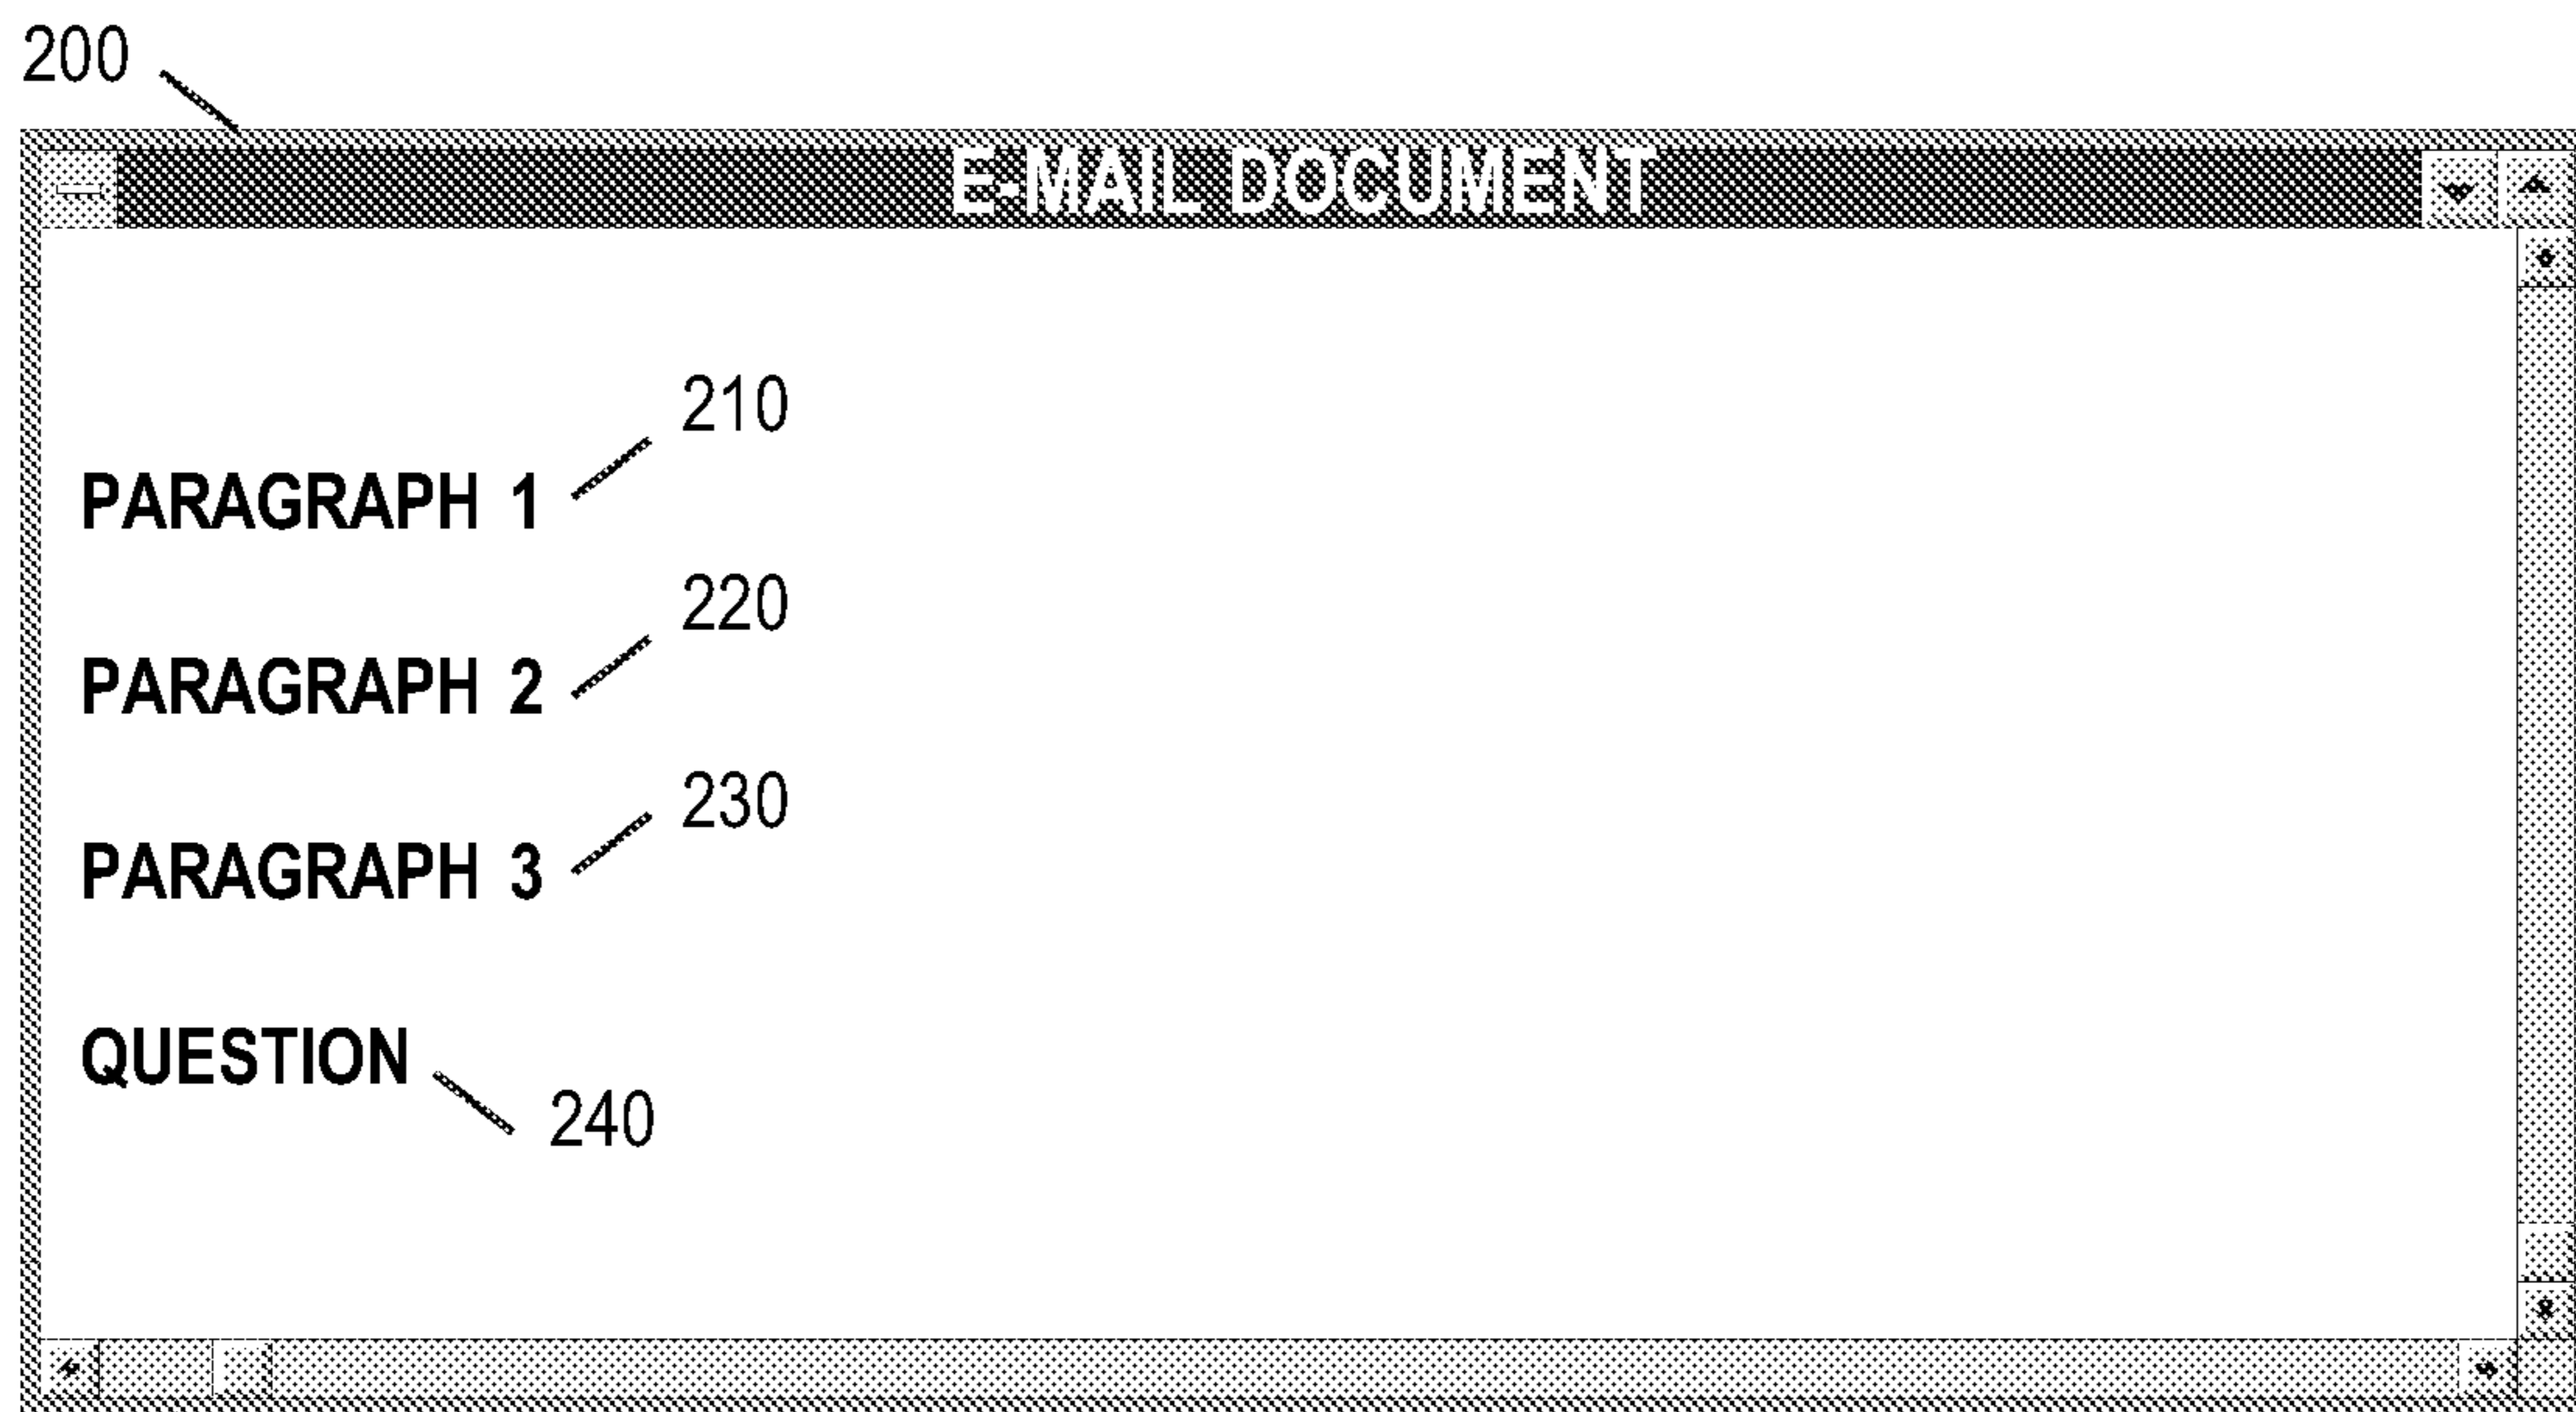 200
E-MAIL DOCUMENT
210
PARAGRAPH 1
220
PARAGRAPH 2
230
PARAGRAPH 3
QUESTION
240